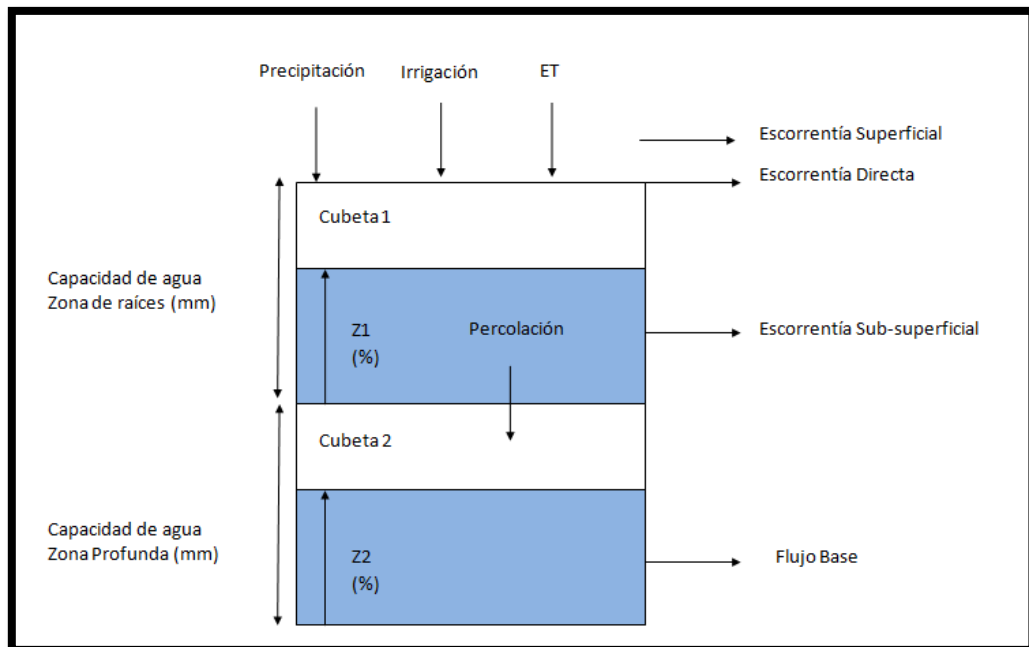 Precipitación
Irrigación
ET
Escorrentía Superficial
Escorrentía Directa
Cubeta 1
Capacidad de agua
Zona de raíces (mm)
Z1
(%)
Percolación
Escorrentía Sub-superficial
Cubeta 2
Capacidad de agua
Zona Profunda (mm)
Z2
(%)
Flujo Base